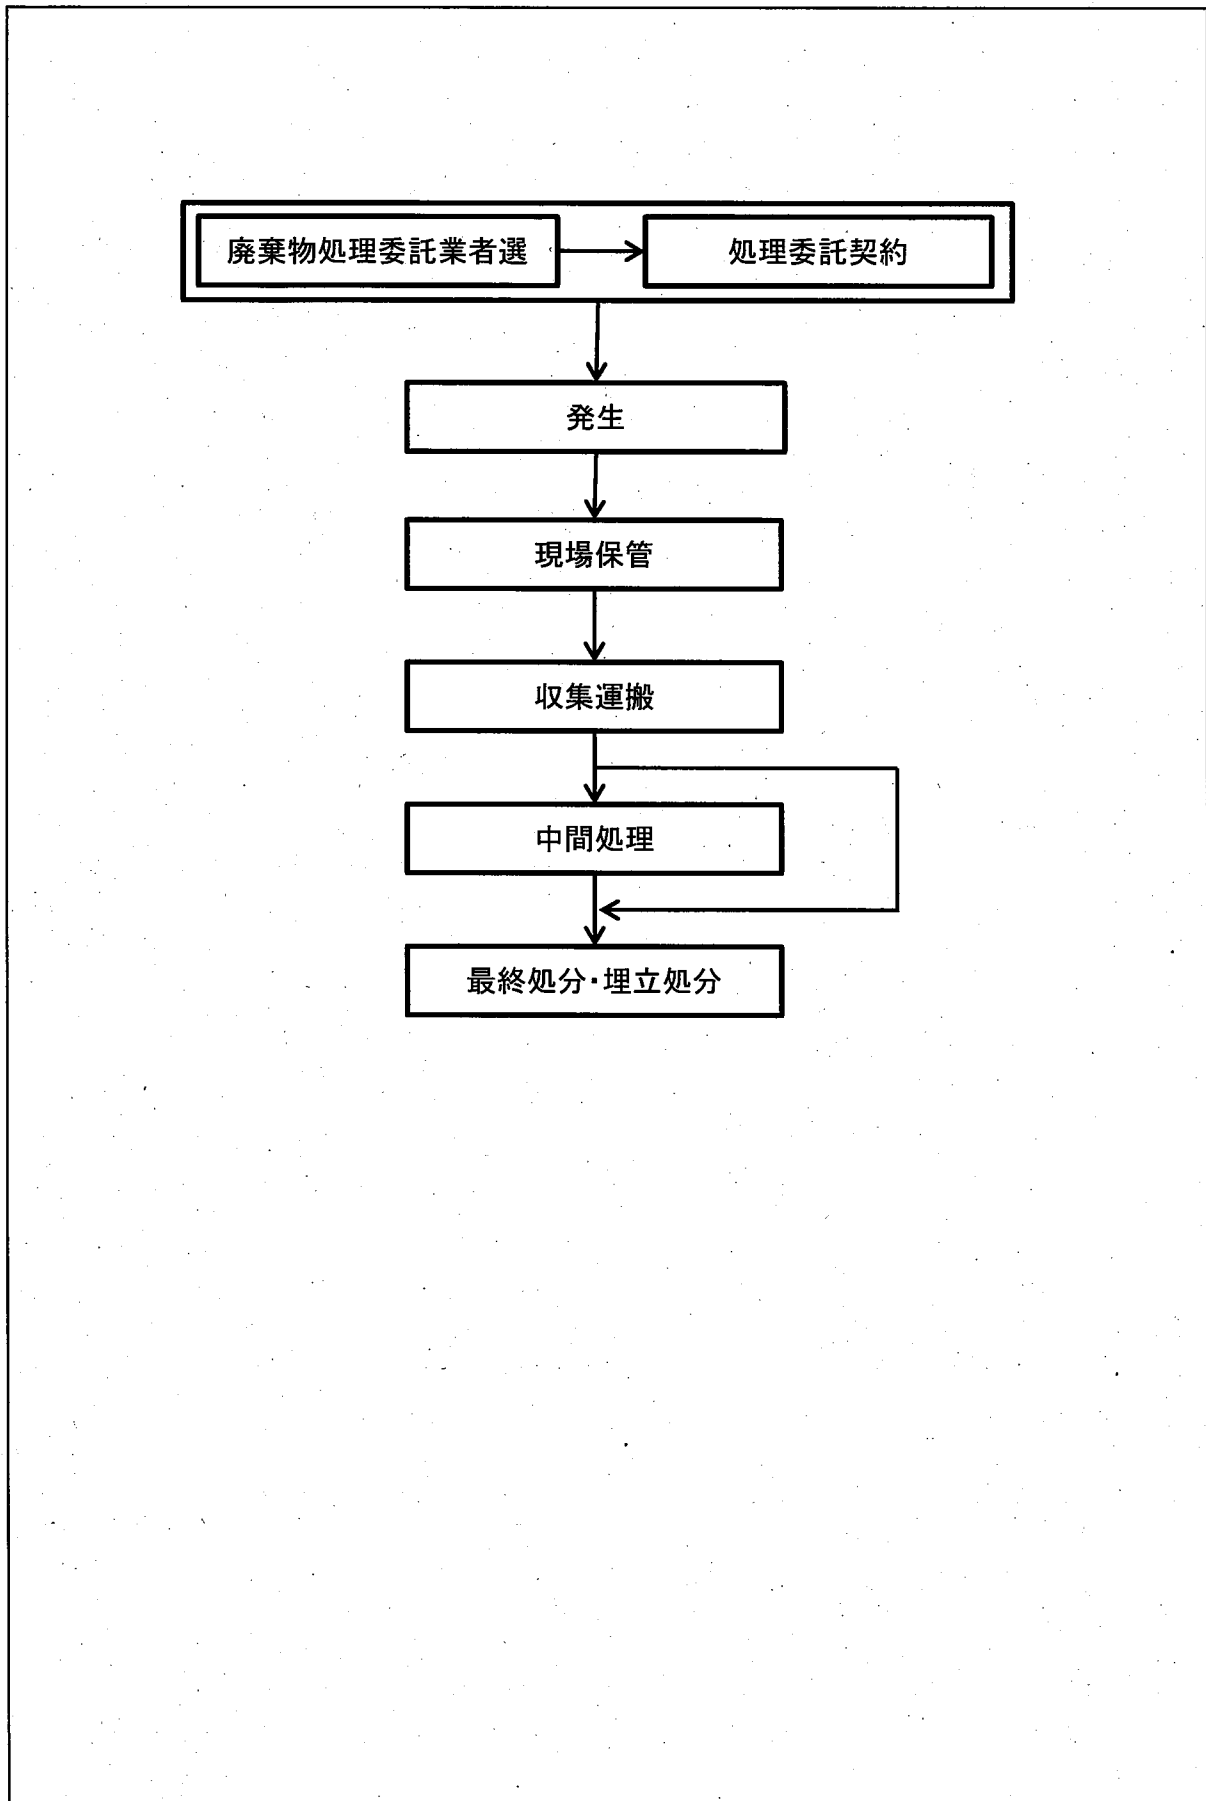 廃棄物処理委託業者選
処理委託契約
発生
現場保管
収集運搬
中間処理
最終処分・埋立処分